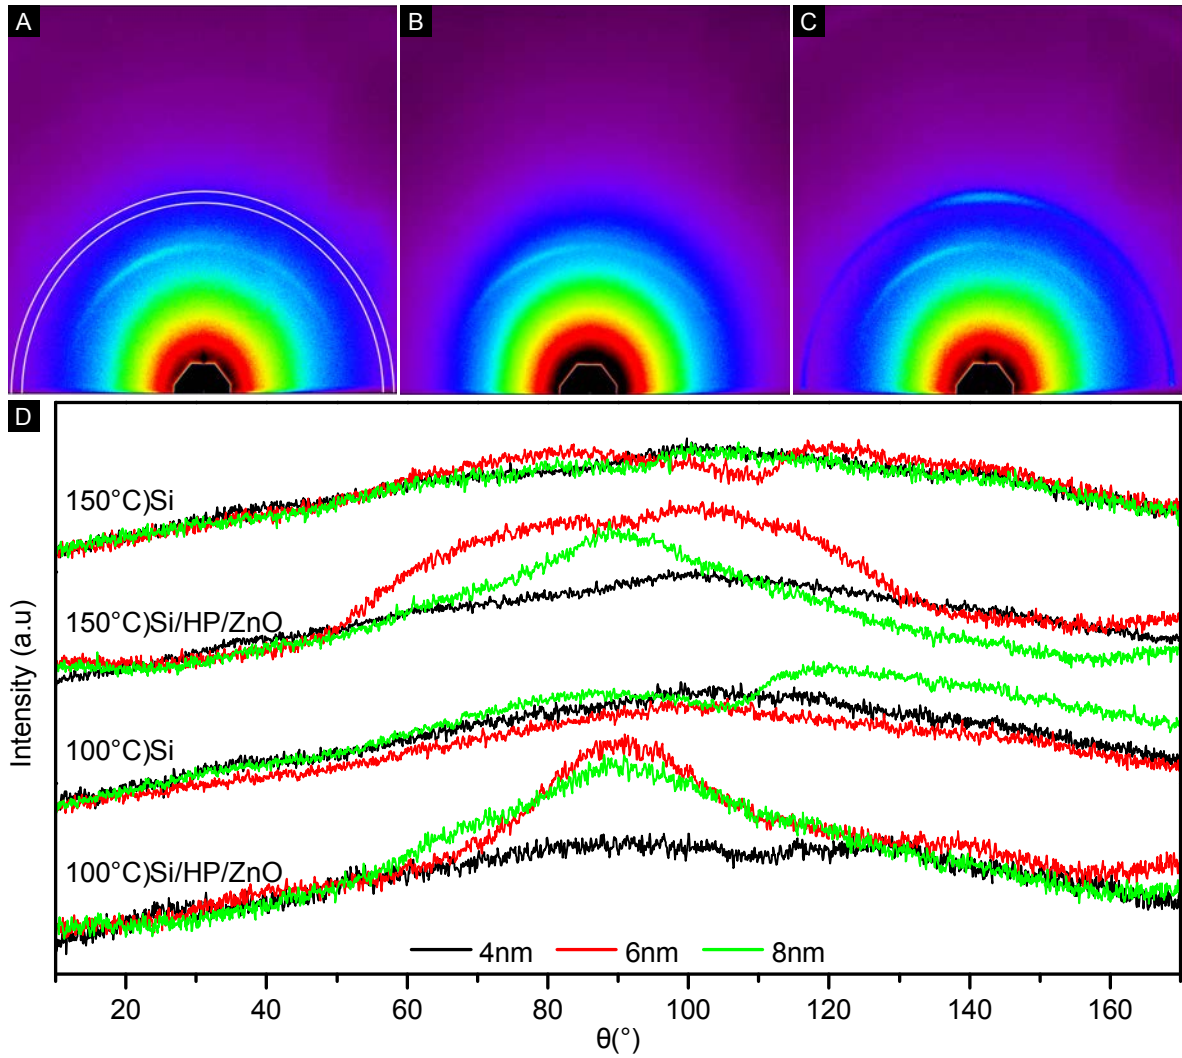 A
B
C
D
150°C)Si
150°C)Si/HP/ZnO
100°C)Si
100°C)Si/HP/ZnO
Intensity (a.u)
4nm 6nm 8nm
20 40 60 80 100 120 140 160
θ(°)